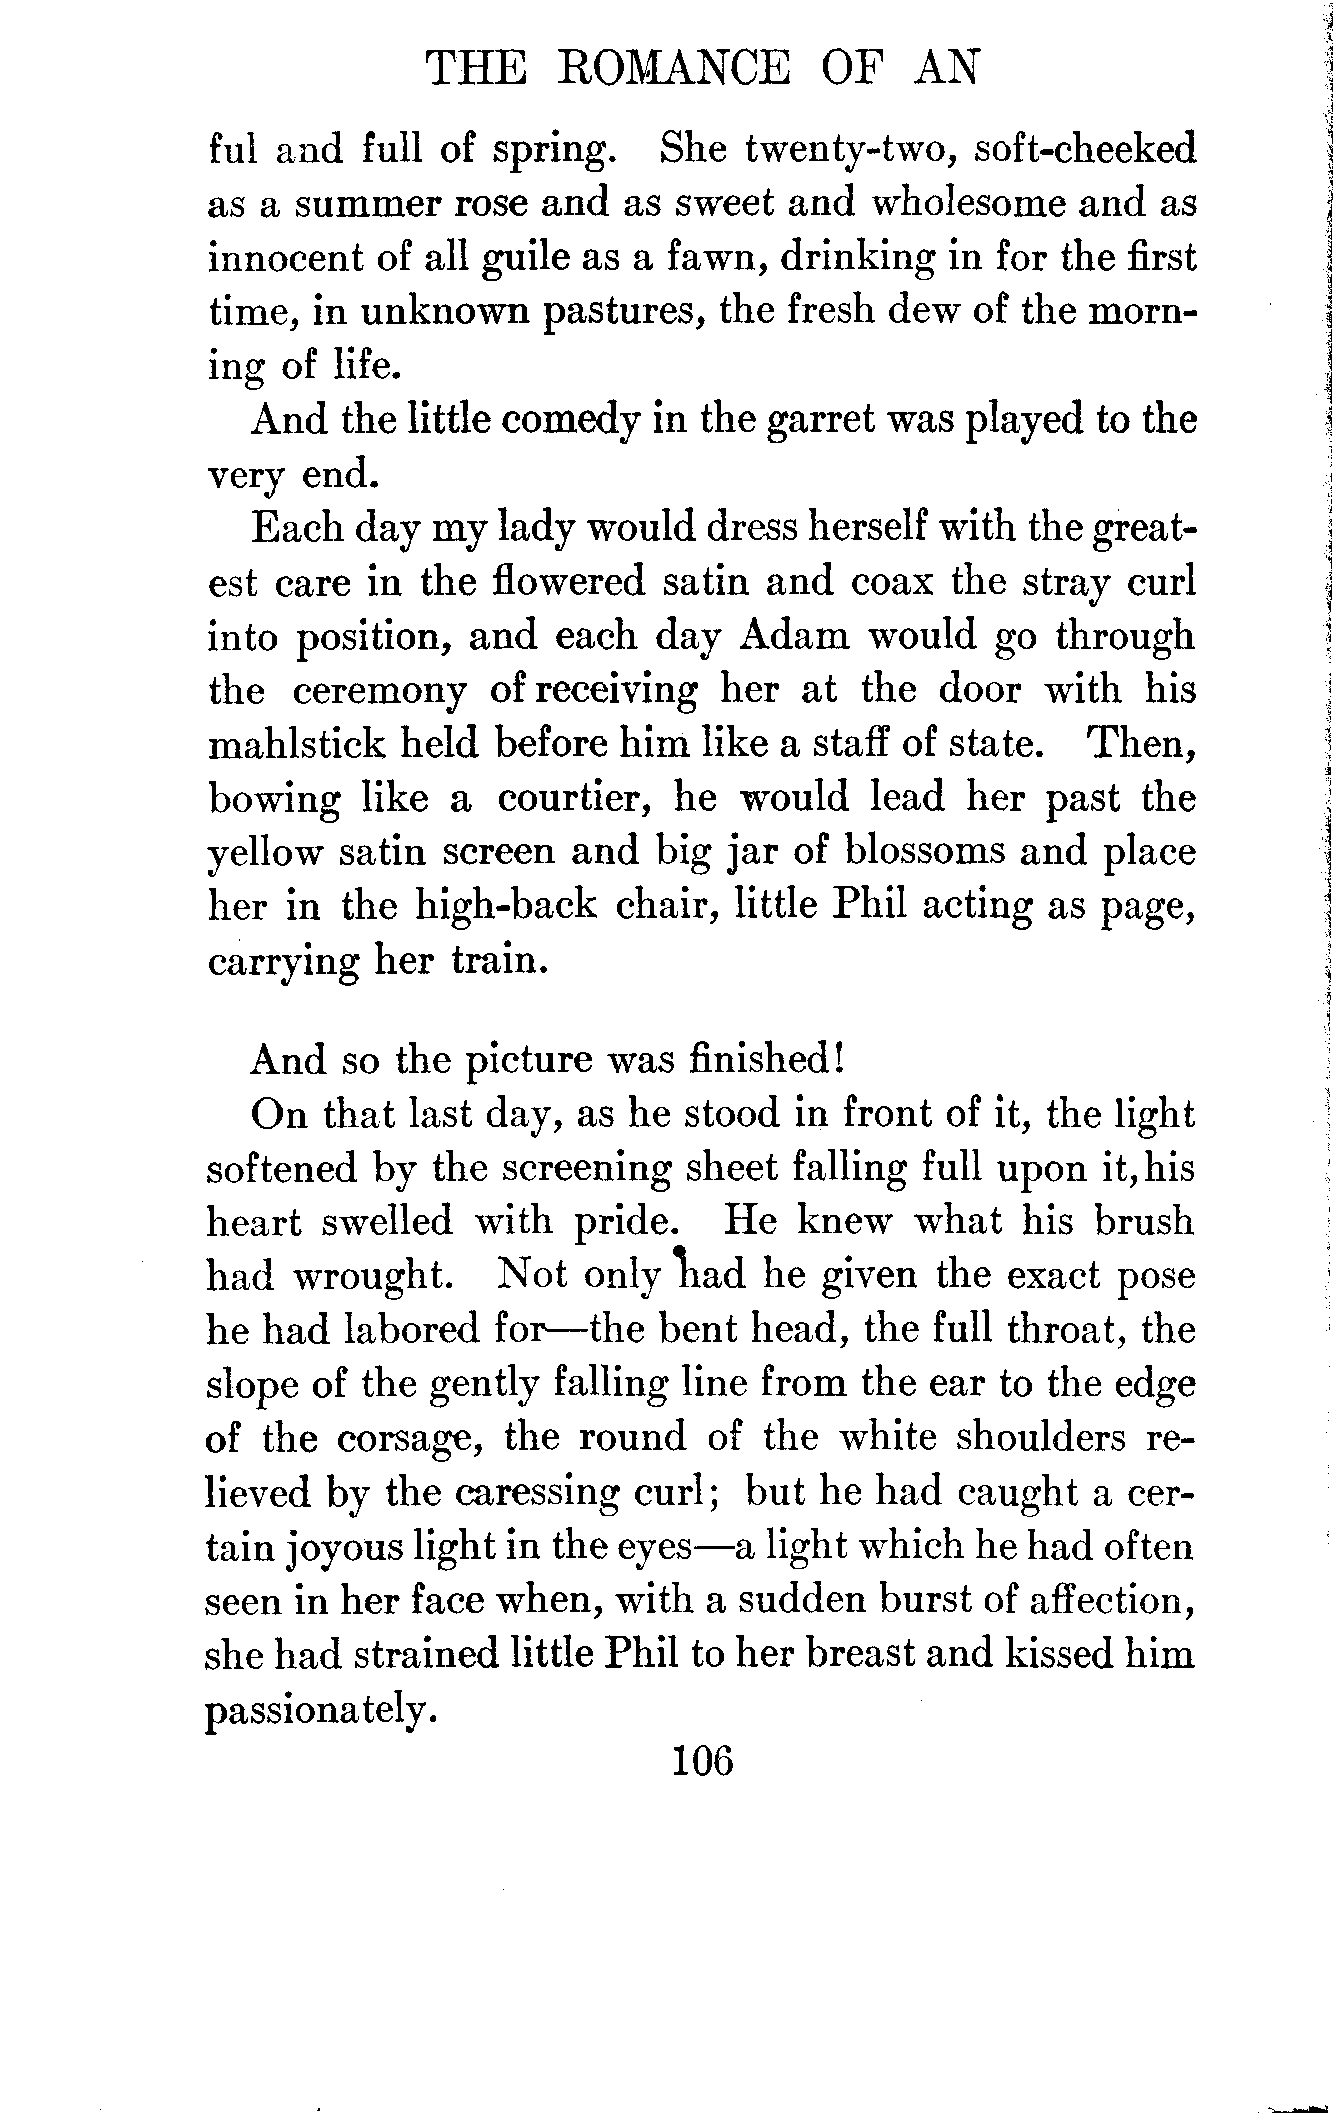 THE ROMANCE OF AN
ful and full of spring. She twenty-two, soft-cheeked
as a summer rose and as sweet and wholesome and as
innocent of all guile as a fawn, drinking in for the first
time, in unknown pastures, the fresh dew of the morn-
ing of life.
And the little comedy in the garret was played to the
very end.
Each day my lady would dress herself with the great-
est care in the flowered satin and coax the stray curl
into position, and each day Adam would go through
the ceremony of receiving her at the door with his
mahlstick held before him like a staff of state. Then,
bowing like a courtier, he would lead her past the
yellow satin screen and big jar of blossoms and place
her in the high-back chair, little Phil acting as page,
carrying her train.
And so the picture was finished!
On that last day, as he stood in front of it, the light
softened by the screening sheet falling full upon it, his
heart swelled with pride. He knew what his brush
had wrought. Not only had he given the exact pose
he had labored for—the bent head, the full throat, the
slope of the gently falling line from the ear to the edge
of the corsage, the round of the white shoulders re-
lieved by the caressing curl; but he had caught a cer-
tain joyous light in the eyes—a light which he had often
seen in her face when, with a sudden burst of affection,
she had strained little Phil to her breast and kissed him
passionately.
106